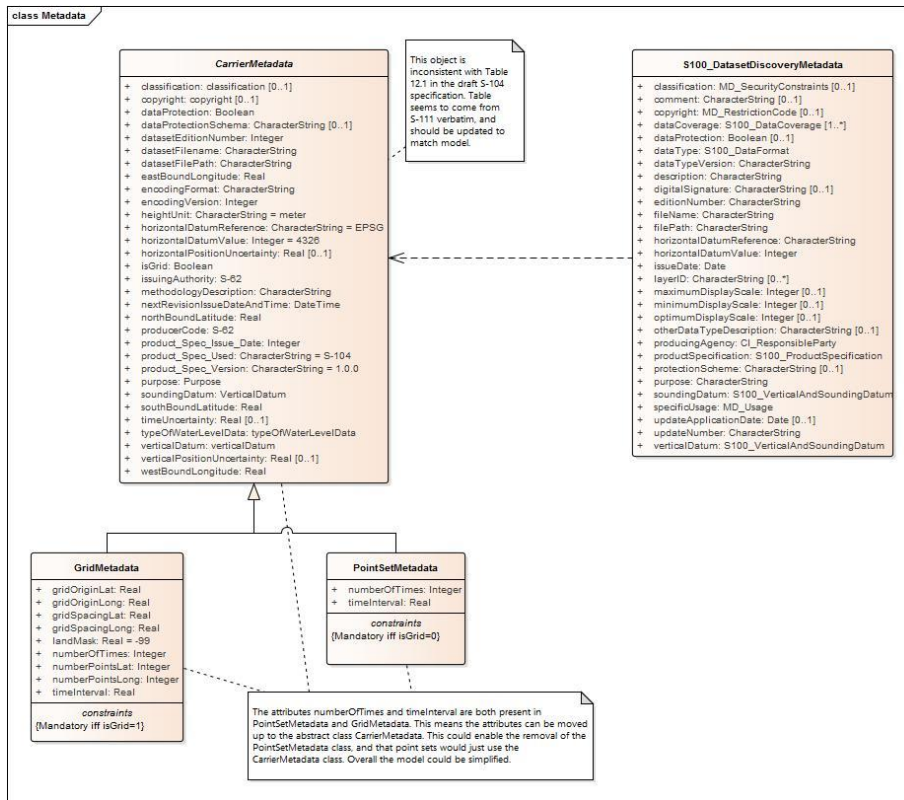 class Metadata
CarrierMetadata
+ classification: classification [0..1]
+ copyright: copyright [0..1]
+ dataProtection: Boolean
+ dataProtectionSchema: CharacterString [0..1]
+ datasetEditionNumber: Integer
+ datasetFilename: CharacterString
+ datasetFilePath: CharacterString
+ eastBoundLongitude: Real
+ encodingFormat: CharacterString
+ encodingVersion: Integer
+ heightUnit: CharacterString = meter
+ horizontalDatumReference: CharacterString = EPSG
+ horizontalDatumValue: Integer = 4326
+ horizontalPositionUncertainty: Real [0..1]
+ isGrid: Boolean
+ issuingAuthority: S-62
+ methodologyDescription: CharacterString
+ nextRevisionIssueDateAndTime: DateTime
+ northBoundLatitude: Real
+ producerCode: S-62
+ product_Spec_Issue_Date: Integer
+ product_Spec_Used: CharacterString = S-104
+ product_Spec_Version: CharacterString = 1.0.0
+ purpose: Purpose
+ soundingDatum: VerticalDatum
+ southBoundLatitude: Real
+ timeUncertainty: Real [0..1]
+ typeOfWaterLevelData: typeOfWaterLevelData
+ verticalDatum: verticalDatum
+ verticalPositionUncertainty: Real [0..1]
+ westBoundLongitude: Real
This object is
inconsistent with Table
12.1 in the draft S-104
specification. Table
seems to come from
S-111 verbatim, and
should be updated to
match model.
S100_DatasetDiscoveryMetadata
+ classification: MD_SecurityConstraints [0..1]
+ comment: CharacterString [0..1]
+ copyright: MD_RestrictionCode [0..1]
+ dataCoverage: S100_DataCoverage [1..*]
+ dataProtection: Boolean [0..1]
+ dataType: S100_DataFormat
+ dataTypeVersion: CharacterString
+ description: CharacterString
+ digitalSignature: CharacterString [0..1]
+ editionNumber: CharacterString
+ fileName: CharacterString
+ filePath: CharacterString
+ horizontalDatumReference: CharacterString
+ horizontalDatumValue: Integer
+ issueDate: Date
+ layerID: CharacterString [0..*]
+ maximumDisplayScale: Integer [0..1]
+ minimumDisplayScale: Integer [0..1]
+ optimumDisplayScale: Integer [0..1]
+ otherDataTypeDescription: CharacterString [0..1]
+ producingAgency: CI_ResponsibleParty
+ productSpecification: S100_ProductSpecification
+ protectionScheme: CharacterString [0..1]
+ purpose: CharacterString
+ soundingDatum: S100_VerticalAndSoundingDatum
+ specificUsage: MD_Usage
+ updateApplicationDate: Date [0..1]
+ updateNumber: CharacterString
+ verticalDatum: S100_VerticalAndSoundingDatum
GridMetadata
+ gridOriginLat: Real
+ gridOriginLong: Real
+ gridSpacingLat: Real
+ gridSpacingLong: Real
+ landMask: Real = -99
+ numberOfTimes: Integer
+ numberPointsLat: Integer
+ numberPointsLong: Integer
+ timeInterval: Real
constraints
{Mandatory iff isGrid=1}
PointSetMetadata
+ numberOfTimes: Integer
+ timeInterval: Real
constraints
{Mandatory iff isGrid=0}
The attributes numberOfTimes and timeInterval are both present in
PointSetMetadata and GridMetadata. This means the attributes can be moved
up to the abstract class CarrierMetadata. This could enable the removal of the
PointSetMetadata class, and that point sets would just use the
CarrierMetadata class. Overall the model could be simplified.